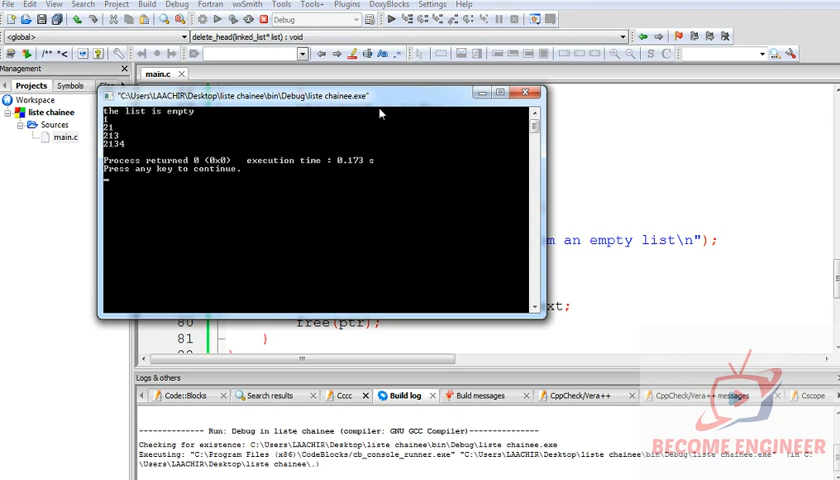 File Edit View Search Project Build Debug Fortran wxSmith Tools Tools+ Plugins DoxyBlocks Settings
Debug
<global> delete_head(linked_list* list) : void
Management
Projects Symbols
Workspace
liste chainee
Sources
main.c
main.c
"C:\Users\LAACHIR\Desktop\liste chainee\bin\Debug\liste chainee.exe"
the list is empty
1
21
213
2134
Process returned 0 (0x0) execution time : 0.173 s
Press any key to continue.
m an empty list\n");
xt;
80 free(ptr);
81 }
Logs & others
Code::Blocks Search results Cccc Build log Build messages CppCheck/Vera++ CppCheck/Vera++ messages Cscope
-------------- Run: Debug in liste chainee (compiler: GNU GCC Compiler)---------------
Checking for existence: C:\Users\LAACHIR\Desktop\liste chainee\bin\Debug\liste chainee.exe
Executing: "C:\Program Files (x86)\CodeBlocks/cb_console_runner.exe" "C:\Users\LAACHIR\Desktop\liste chainee\bin\Debug\liste chainee.exe" (in C:
\Users\LAACHIR\Desktop\liste chainee\.)
BECOME ENGINEER